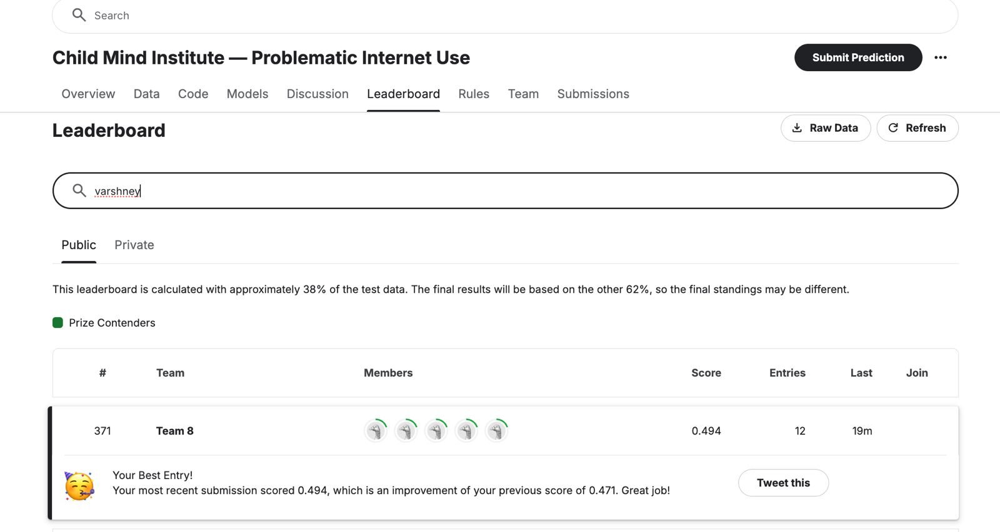 Search
Child Mind Institute — Problematic Internet Use
Submit Prediction
Overview Data Code Models Discussion Leaderboard Rules Team Submissions
Leaderboard
Raw Data Refresh
varshney
Public Private
This leaderboard is calculated with approximately 38% of the test data. The final results will be based on the other 62%, so the final standings may be different.
Prize Contenders
# Team Members Score Entries Last Join
371 Team 8 0.494 12 19m
Your Best Entry!
Your most recent submission scored 0.494, which is an improvement of your previous score of 0.471. Great job!
Tweet this